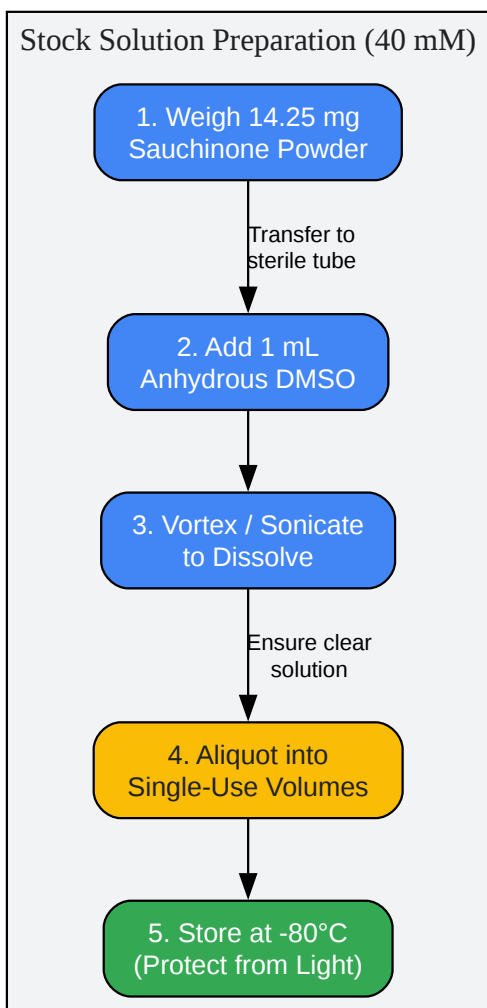 Stock Solution Preparation (40 mM)
1. Weigh 14.25 mg
Sauchinone Powder
Transfer to
sterile tube
2. Add 1 mL
Anhydrous DMSO
3. Vortex / Sonicate
to Dissolve
Ensure clear
solution
4. Aliquot into
Single-Use Volumes
5. Store at -80°C
(Protect from Light)